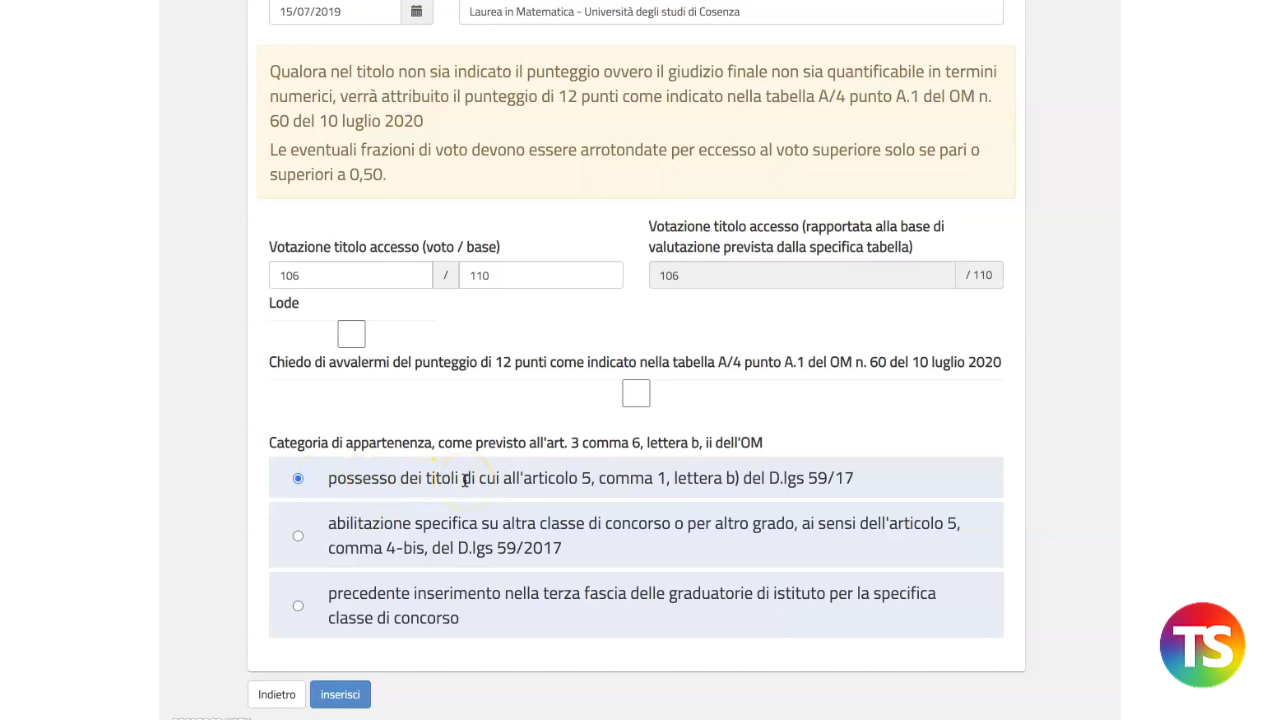 15/07/2019
Laurea in Matematica - Università degli studi di Cosenza
Qualora nel titolo non sia indicato il punteggio ovvero il giudizio finale non sia quantificabile in termini
numerici, verrà attribuito il punteggio di 12 punti come indicato nella tabella A/4 punto A.1 del OM n.
60 del 10 luglio 2020
Le eventuali frazioni di voto devono essere arrotondate per eccesso al voto superiore solo se pari o
superiori a 0,50.
Votazione titolo accesso (voto / base)
Votazione titolo accesso (rapportata alla base di
valutazione prevista dalla specifica tabella)
106 / 110
106 / 110
Lode
Chiedo di avvalermi del punteggio di 12 punti come indicato nella tabella A/4 punto A.1 del OM n. 60 del 10 luglio 2020
Categoria di appartenenza, come previsto all'art. 3 comma 6, lettera b, ii dell'OM
possesso dei titoli di cui all'articolo 5, comma 1, lettera b) del D.lgs 59/17
abilitazione specifica su altra classe di concorso o per altro grado, ai sensi dell'articolo 5,
comma 4-bis, del D.lgs 59/2017
precedente inserimento nella terza fascia delle graduatorie di istituto per la specifica
classe di concorso
Indietro
inserisci
TS